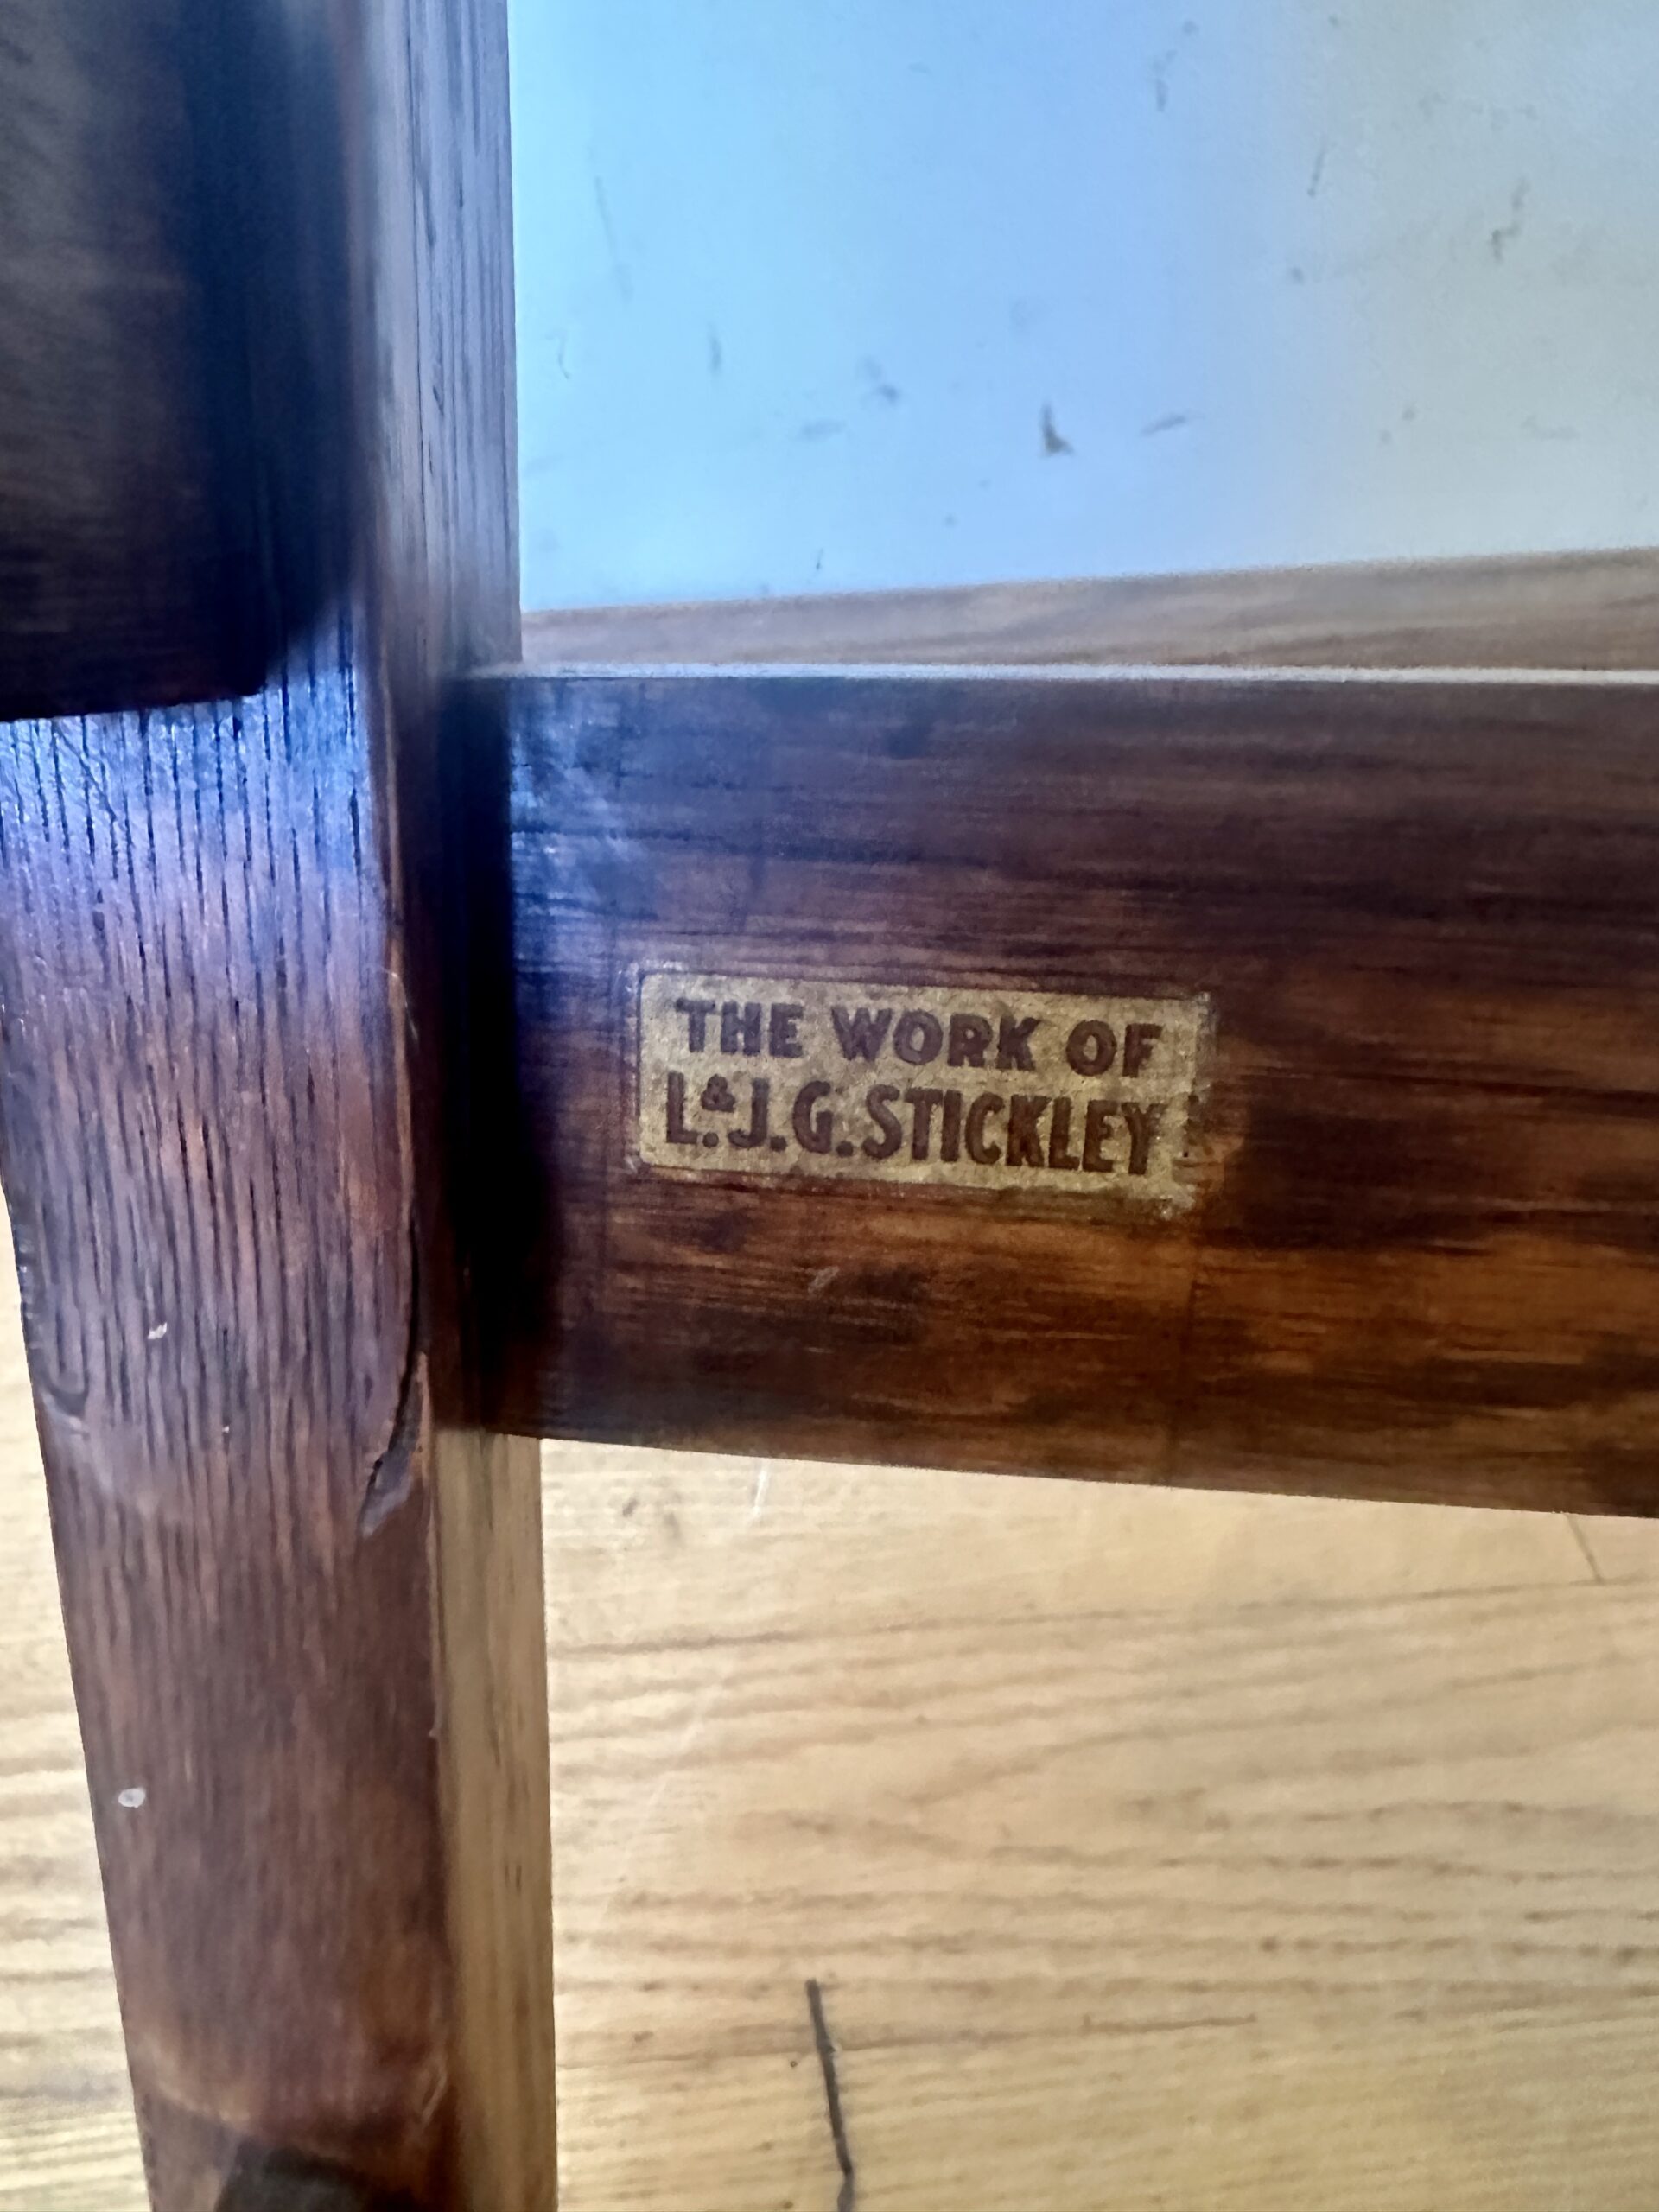 THE WORK OF
L.&J.G. STICKLEY